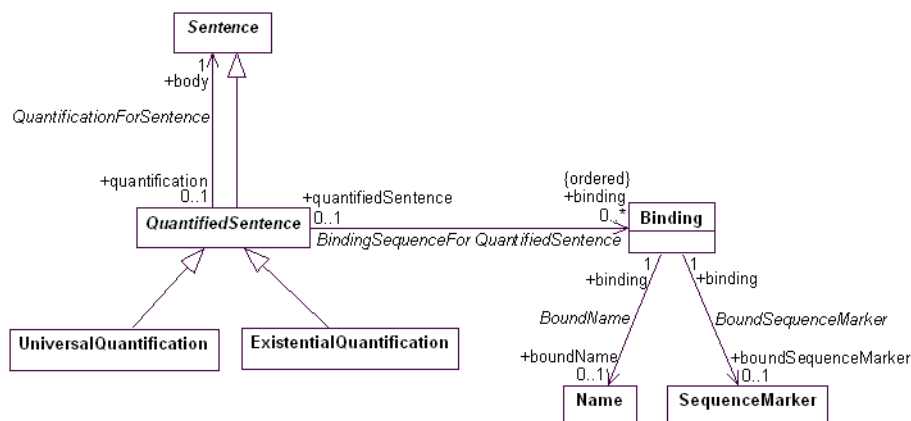 Sentence
1
+body
QuantificationForSentence
+quantification
0..1
QuantifiedSentence
+quantifiedSentence
0..1
BindingSequenceFor QuantifiedSentence
{ordered}
+binding
0..*
Binding
UniversalQuantification
ExistentialQuantification
1
+binding
1
+binding
BoundName
BoundSequenceMarker
+boundName
0..1
+boundSequenceMarker
0..1
Name
SequenceMarker